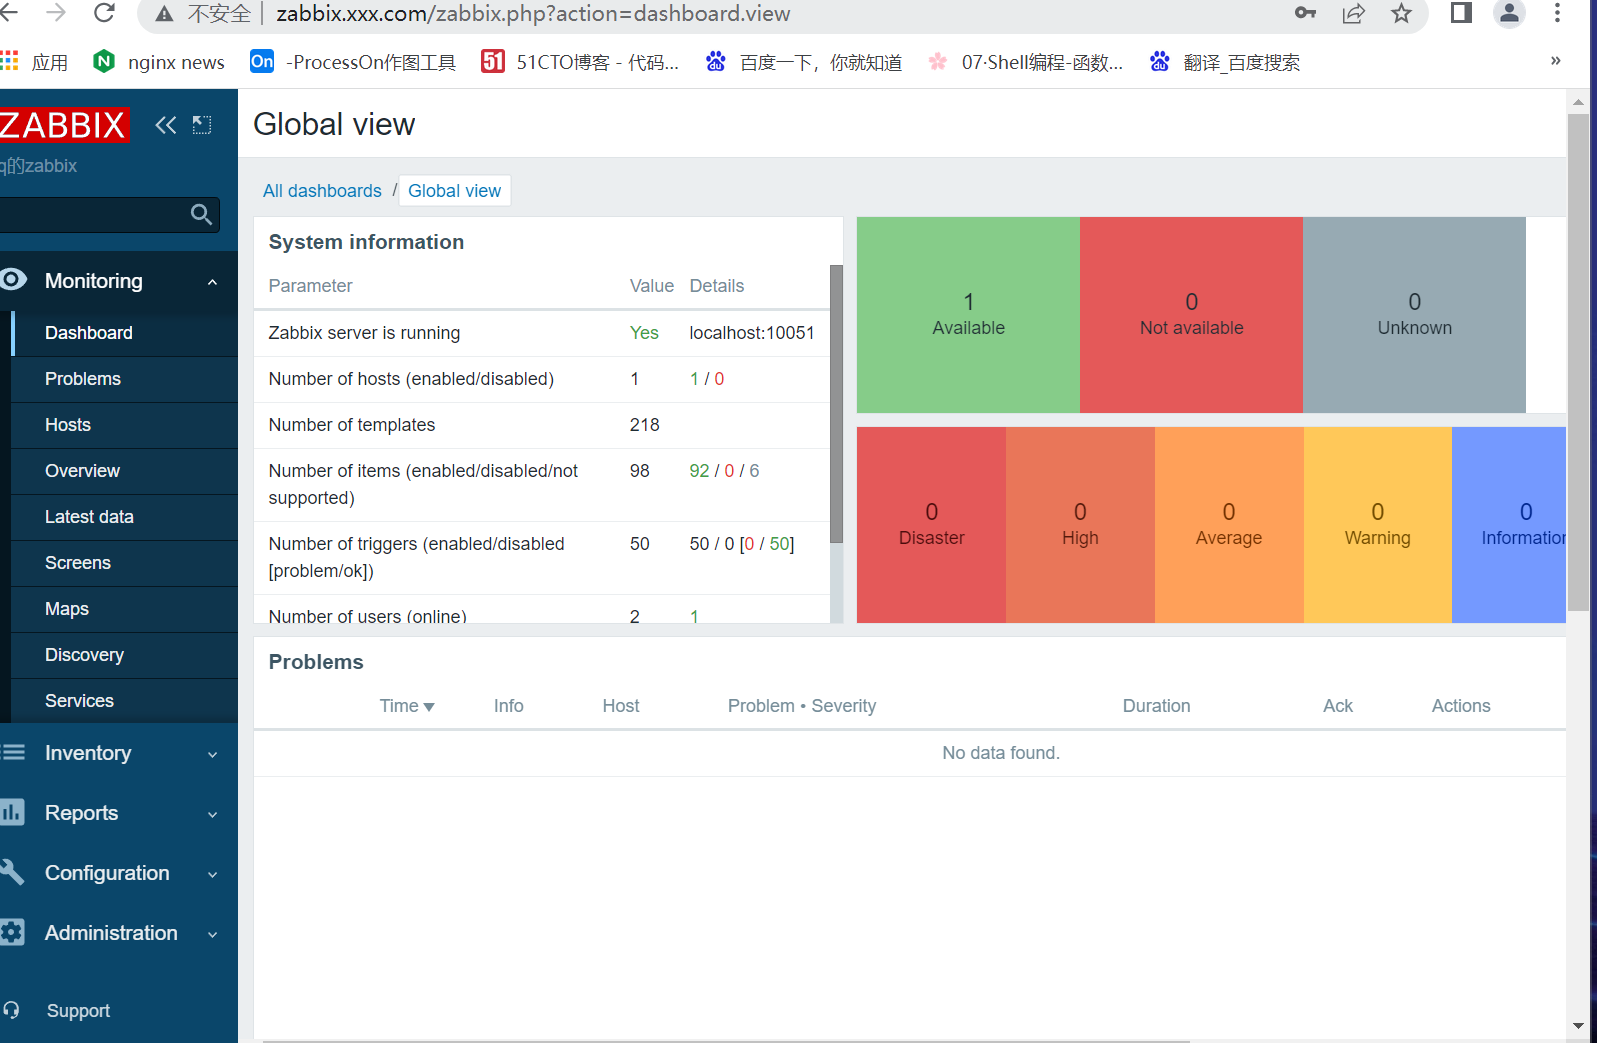 不安全 zabbix.xxx.com/zabbix.php?action=dashboard.view
应用 nginx news On -ProcessOn作图工具 51 51CTO博客 - 代码... 百度一下，你就知道 07·Shell编程-函数... 翻译_百度搜索 »
ZABBIX
q的zabbix
Monitoring
Dashboard
Problems
Hosts
Overview
Latest data
Screens
Maps
Discovery
Services
Inventory
Reports
Configuration
Administration
Support
Global view
All dashboards / Global view
System information
Parameter Value Details
Zabbix server is running Yes localhost:10051
Number of hosts (enabled/disabled) 1 1 / 0
Number of templates 218
Number of items (enabled/disabled/not 98 92 / 0 / 6
supported)
Number of triggers (enabled/disabled 50 50 / 0 [0 / 50]
[problem/ok])
Number of users (online) 2 1
1 0 0
Available Not available Unknown
0 0 0 0 0
Disaster High Average Warning Information
Problems
Time Info Host Problem • Severity Duration Ack Actions
No data found.